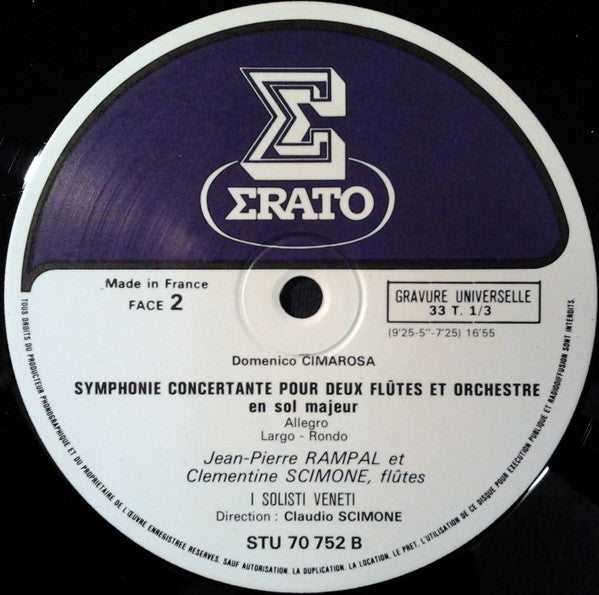 ΣRATO
Made in France
FACE 2
GRAVURE UNIVERSELLE
33 T. 1/3
(9'25-5"-7'25) 16'55
Domenico CIMAROSA
SYMPHONIE CONCERTANTE POUR DEUX FLÛTES ET ORCHESTRE
en sol majeur
Allegro
Largo - Rondo
Jean-Pierre RAMPAL et
Clementine SCIMONE, flûtes
I SOLISTI VENETI
Direction : Claudio SCIMONE
STU 70 752 B
TOUS DROITS DU PRODUCTEUR PHONOGRAPHIQUE ET DU PROPRIETAIRE DE L'ŒUVRE ENREGISTREE RESERVES. SAUF AUTORISATION. LA DUPLICATION. LA LOCATION. LE PRET. L'UTILISATION DE CE DISQUE POUR EXECUTION PUBLIQUE ET RADIODIFFUSION SONT INTERDITS.